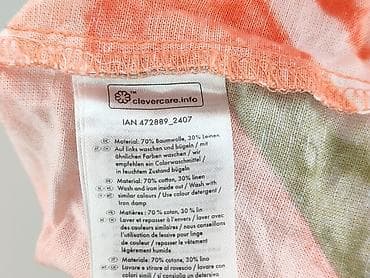 clevercare.info
IAN 472889_2407
Material: 70% Baumwolle, 30% Leinen
Auf links waschen und bügeln / mit
ähnlichen Farben waschen / wir
empfehlen ein Colorwaschmittel /
in feuchtem Zustand bügeln
Material: 70% cotton, 30% linen
Wash and iron inside out / Wash with
similar colours / Use colour detergent /
Iron damp
Matières: 70% coton, 30% lin
Laver et repasser à l'envers / laver avec
des couleurs similaires / nous conseillons
l'utilisation de lessive pour linge
de couleur / repasser le vêtement
légèrement humide
Materiale: 70% cotone, 30% lino
Lavare e stirare al rovescio / lavare con
colori simili /